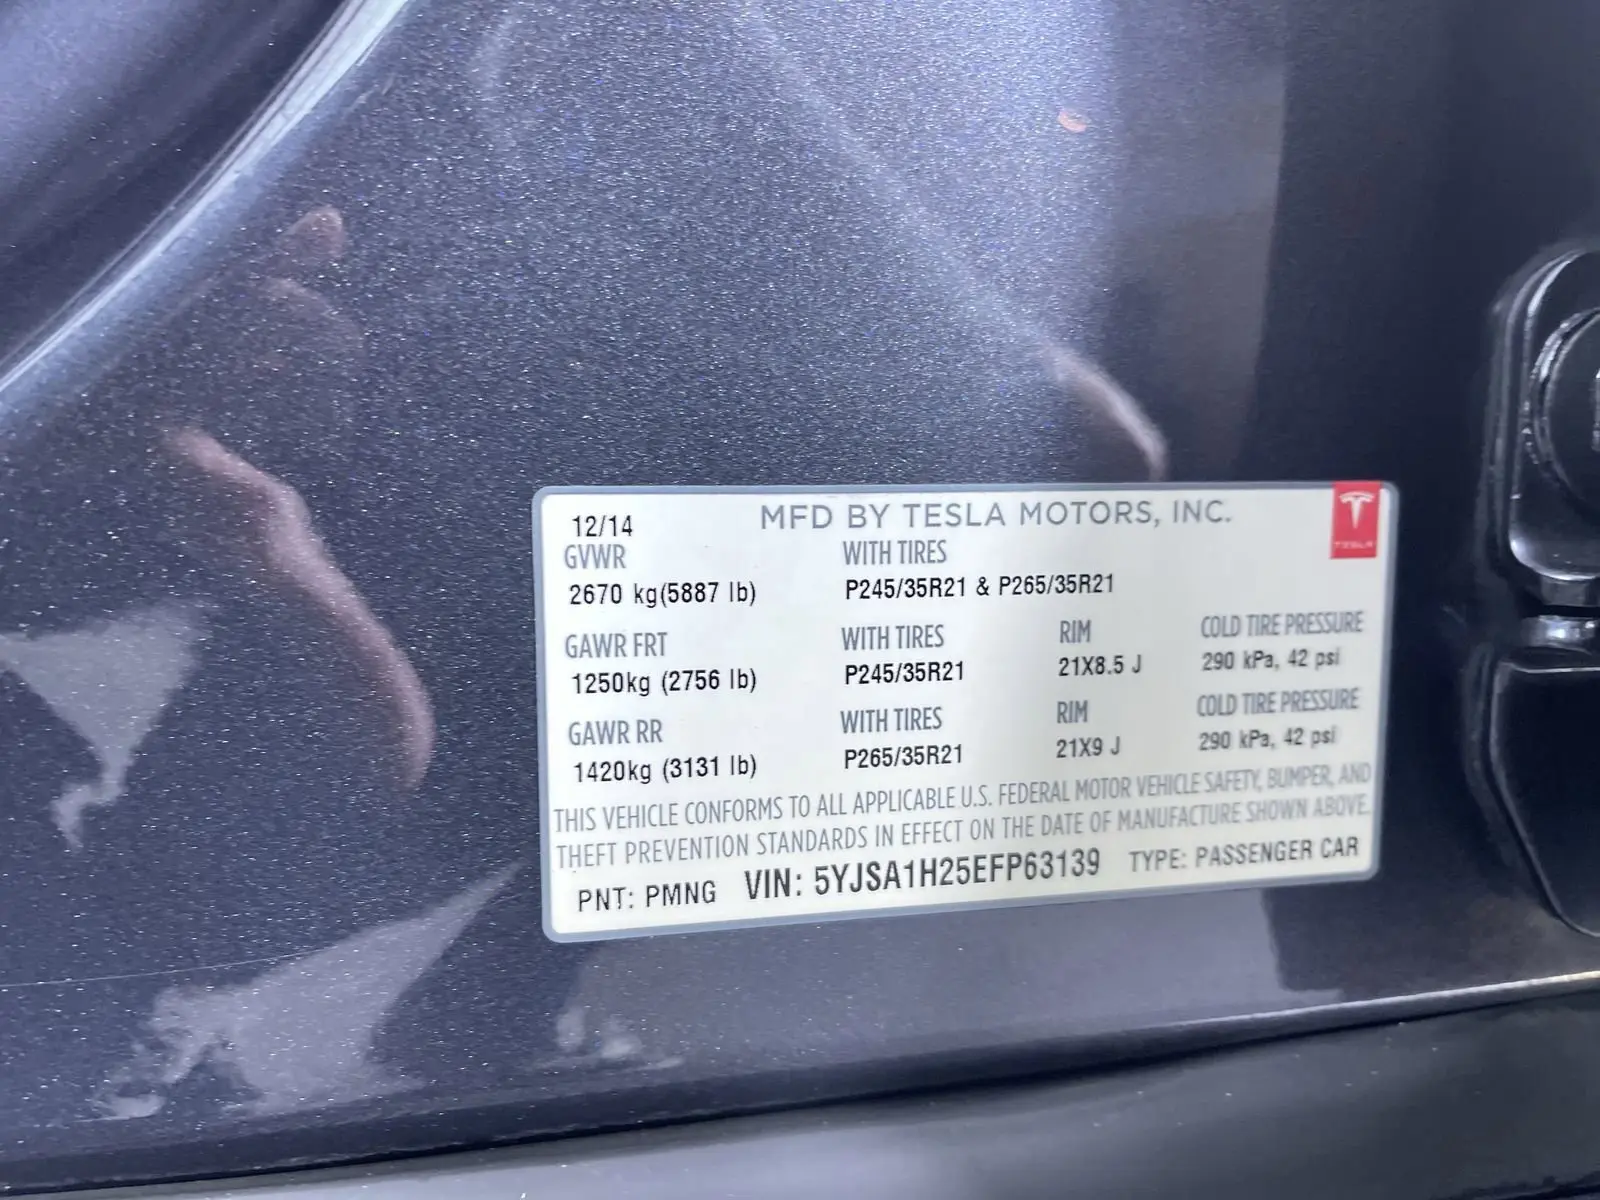 12/14 MFD BY TESLA MOTORS, INC.
TESLA
GVWR WITH TIRES
2670 kg(5887 lb) P245/35R21 & P265/35R21
GAWR FRT WITH TIRES RIM COLD TIRE PRESSURE
1250kg (2756 lb) P245/35R21 21X8.5 J 290 kPa, 42 psi
GAWR RR WITH TIRES RIM COLD TIRE PRESSURE
1420kg (3131 lb) P265/35R21 21X9 J 290 kPa, 42 psi
THIS VEHICLE CONFORMS TO ALL APPLICABLE U.S. FEDERAL MOTOR VEHICLE SAFETY, BUMPER, AND
THEFT PREVENTION STANDARDS IN EFFECT ON THE DATE OF MANUFACTURE SHOWN ABOVE.
PNT: PMNG VIN: 5YJSA1H25EFP63139 TYPE: PASSENGER CAR